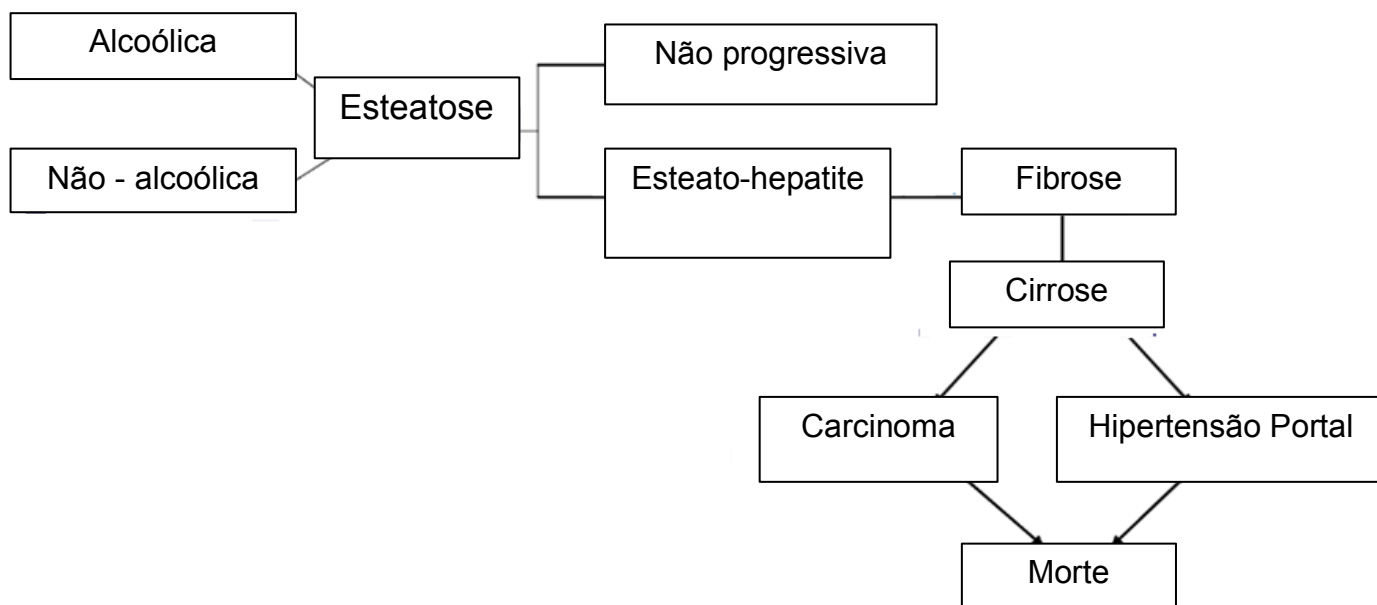 Alcoólica
Não progressiva
Esteatose
Não - alcoólica
Esteato-hepatite
Fibrose
Cirrose
Carcinoma
Hipertensão Portal
Morte